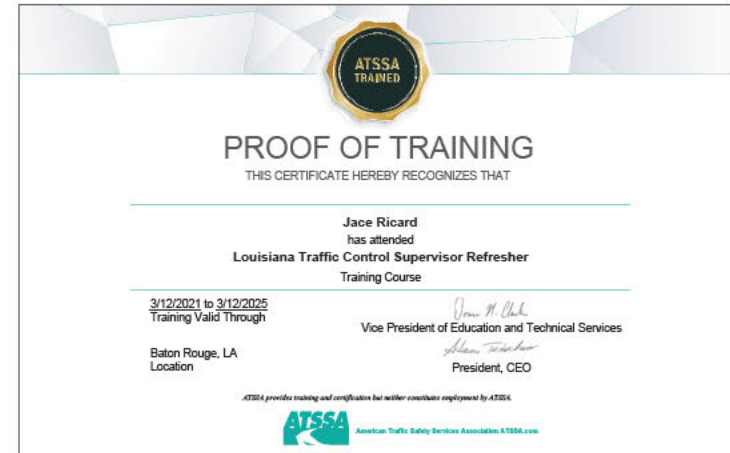 ATSSA
TRAINED
PROOF OF TRAINING
THIS CERTIFICATE HEREBY RECOGNIZES THAT
Jace Ricard
has attended
Louisiana Traffic Control Supervisor Refresher
Training Course
3/12/2021 to 3/12/2025
Training Valid Through
Vice President of Education and Technical Services
Baton Rouge, LA
Location
President, CEO
ATSSA provides training and certification but neither constitutes employment by ATSSA.
ATSSA
American Traffic Safety Services Association ATSSA.com